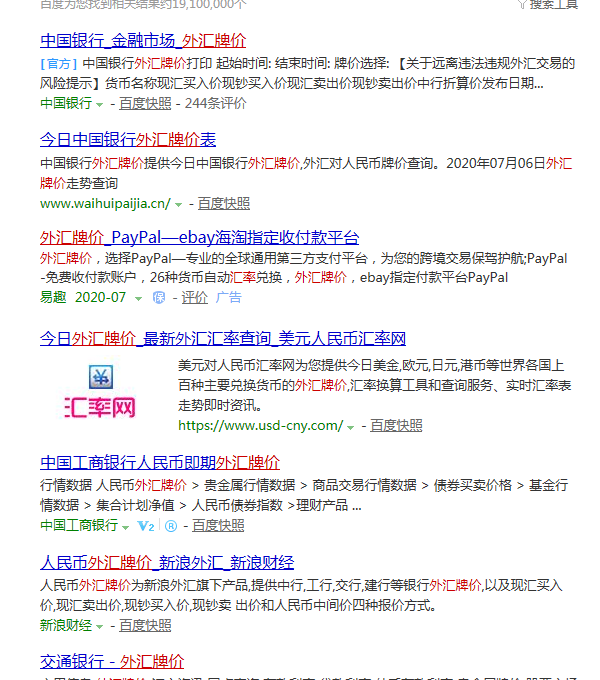 百度为您找到相关结果约19,100,000个
搜索工具
中国银行_金融市场_外汇牌价
[官方] 中国银行外汇牌价打印 起始时间: 结束时间: 牌价选择: 【关于远离违法违规外汇交易的
风险提示】货币名称现汇买入价现钞买入价现汇卖出价现钞卖出价中行折算价发布日期...
中国银行 - 百度快照 - 244条评价
今日中国银行外汇牌价表
中国银行外汇牌价提供今日中国银行外汇牌价,外汇对人民币牌价查询。2020年07月06日外汇
牌价走势查询
www.waihuipaijia.cn/ - 百度快照
外汇牌价_PayPal—ebay海淘指定收付款平台
外汇牌价，选择PayPal—专业的全球通用第三方支付平台，为您的跨境交易保驾护航;PayPal
-免费收付款账户，26种货币自动汇率兑换，外汇牌价，ebay指定付款平台PayPal
易趣 2020-07 保 - 评价 广告
今日外汇牌价_最新外汇汇率查询_美元人民币汇率网
汇率网
美元对人民币汇率网为您提供今日美金,欧元,日元,港币等世界各国上
百种主要兑换货币的外汇牌价,汇率换算工具和查询服务、实时汇率表
走势即时资讯。
https://www.usd-cny.com/ - 百度快照
中国工商银行人民币即期外汇牌价
行情数据 人民币外汇牌价 > 贵金属行情数据 > 商品交易行情数据 > 债券买卖价格 > 基金行
情数据 > 集合计划净值 > 人民币债券指数 >理财产品 ...
中国工商银行 V2 ® - 百度快照
人民币外汇牌价_新浪外汇_新浪财经
人民币外汇牌价为新浪外汇旗下产品,提供中行,工行,交行,建行等银行外汇牌价,以及现汇买入
价,现汇卖出价,现钞买入价,现钞卖 出价和人民币中间价四种报价方式。
新浪财经 - 百度快照
交通银行 - 外汇牌价